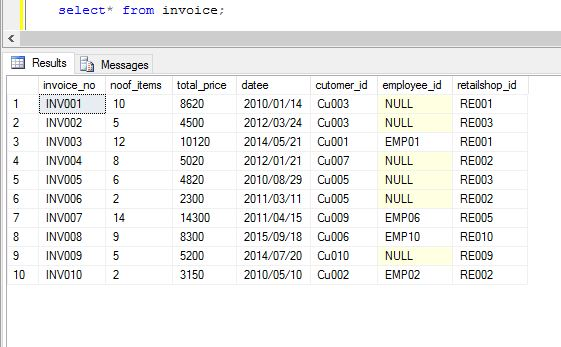 select* from invoice;
Results Messages
invoice_no noof_items total_price datee cutomer_id employee_id retailshop_id
1 INV001 10 8620 2010/01/14 Cu003 NULL RE001
2 INV002 5 4500 2012/03/24 Cu003 NULL RE003
3 INV003 12 10120 2014/05/21 Cu001 EMP01 RE001
4 INV004 8 5020 2012/01/21 Cu007 NULL RE002
5 INV005 6 4820 2010/08/29 Cu005 NULL RE003
6 INV006 2 2300 2011/03/11 Cu005 NULL RE002
7 INV007 14 14300 2011/04/15 Cu009 EMP06 RE005
8 INV008 9 8300 2015/09/18 Cu006 EMP10 RE010
9 INV009 5 5200 2014/07/20 Cu010 NULL RE009
10 INV010 2 3150 2010/05/10 Cu002 EMP02 RE002